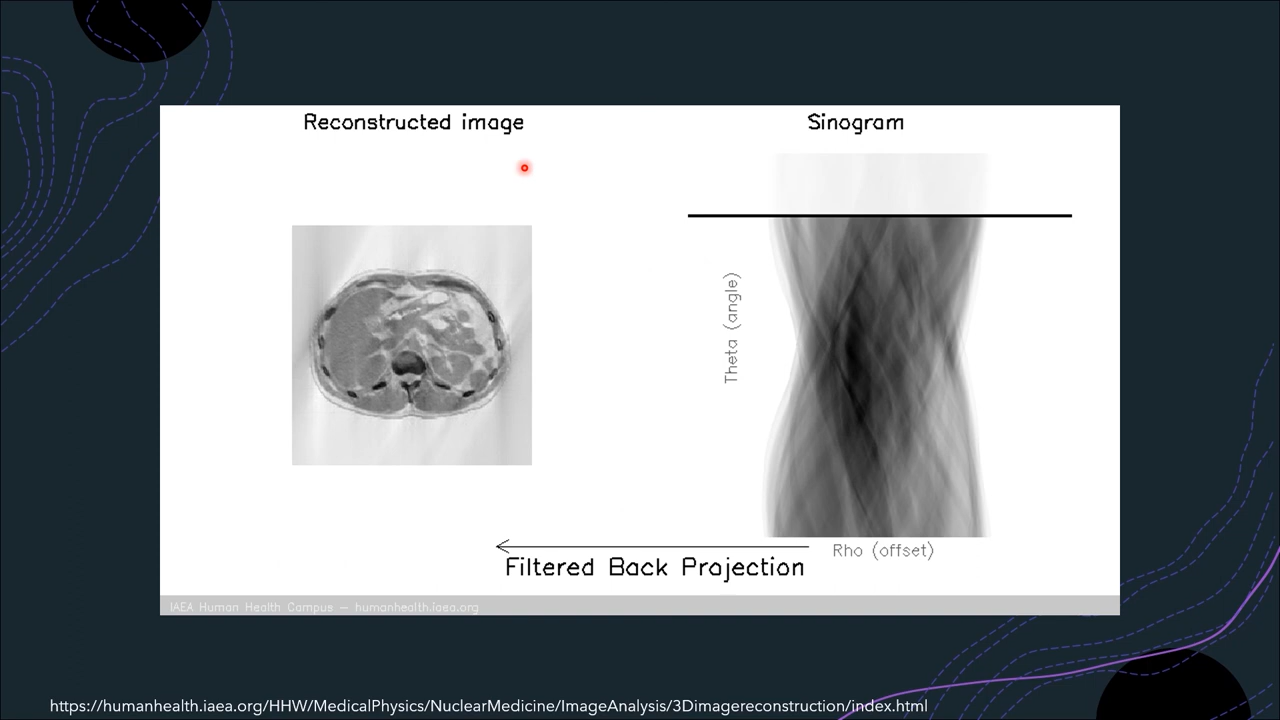 Reconstructed image
Sinogram
Theta (angle)
Rho (offset)
Filtered Back Projection
IAEA Human Health Campus – humanhealth.iaea.org
https://humanhealth.iaea.org/HHW/MedicalPhysics/NuclearMedicine/ImageAnalysis/3Dimagereconstruction/index.html